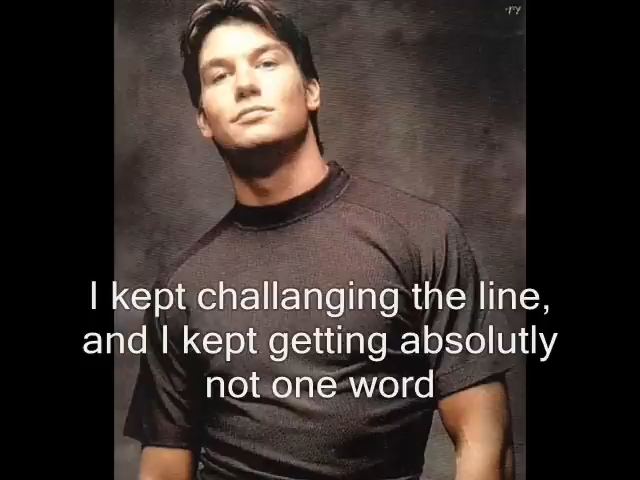 I kept challanging the line,
and I kept getting absolutly
not one word